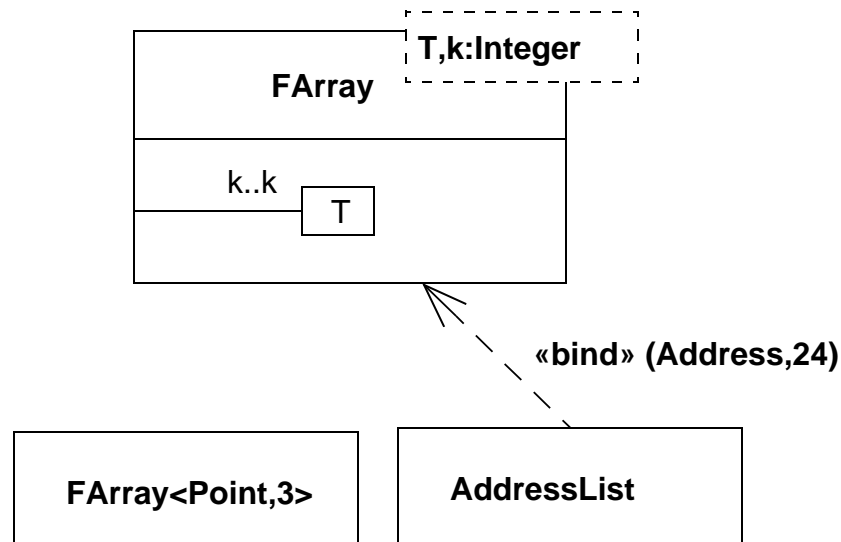 T,k:Integer
FArray
k..k
T
«bind» (Address,24)
FArray<Point,3>
AddressList